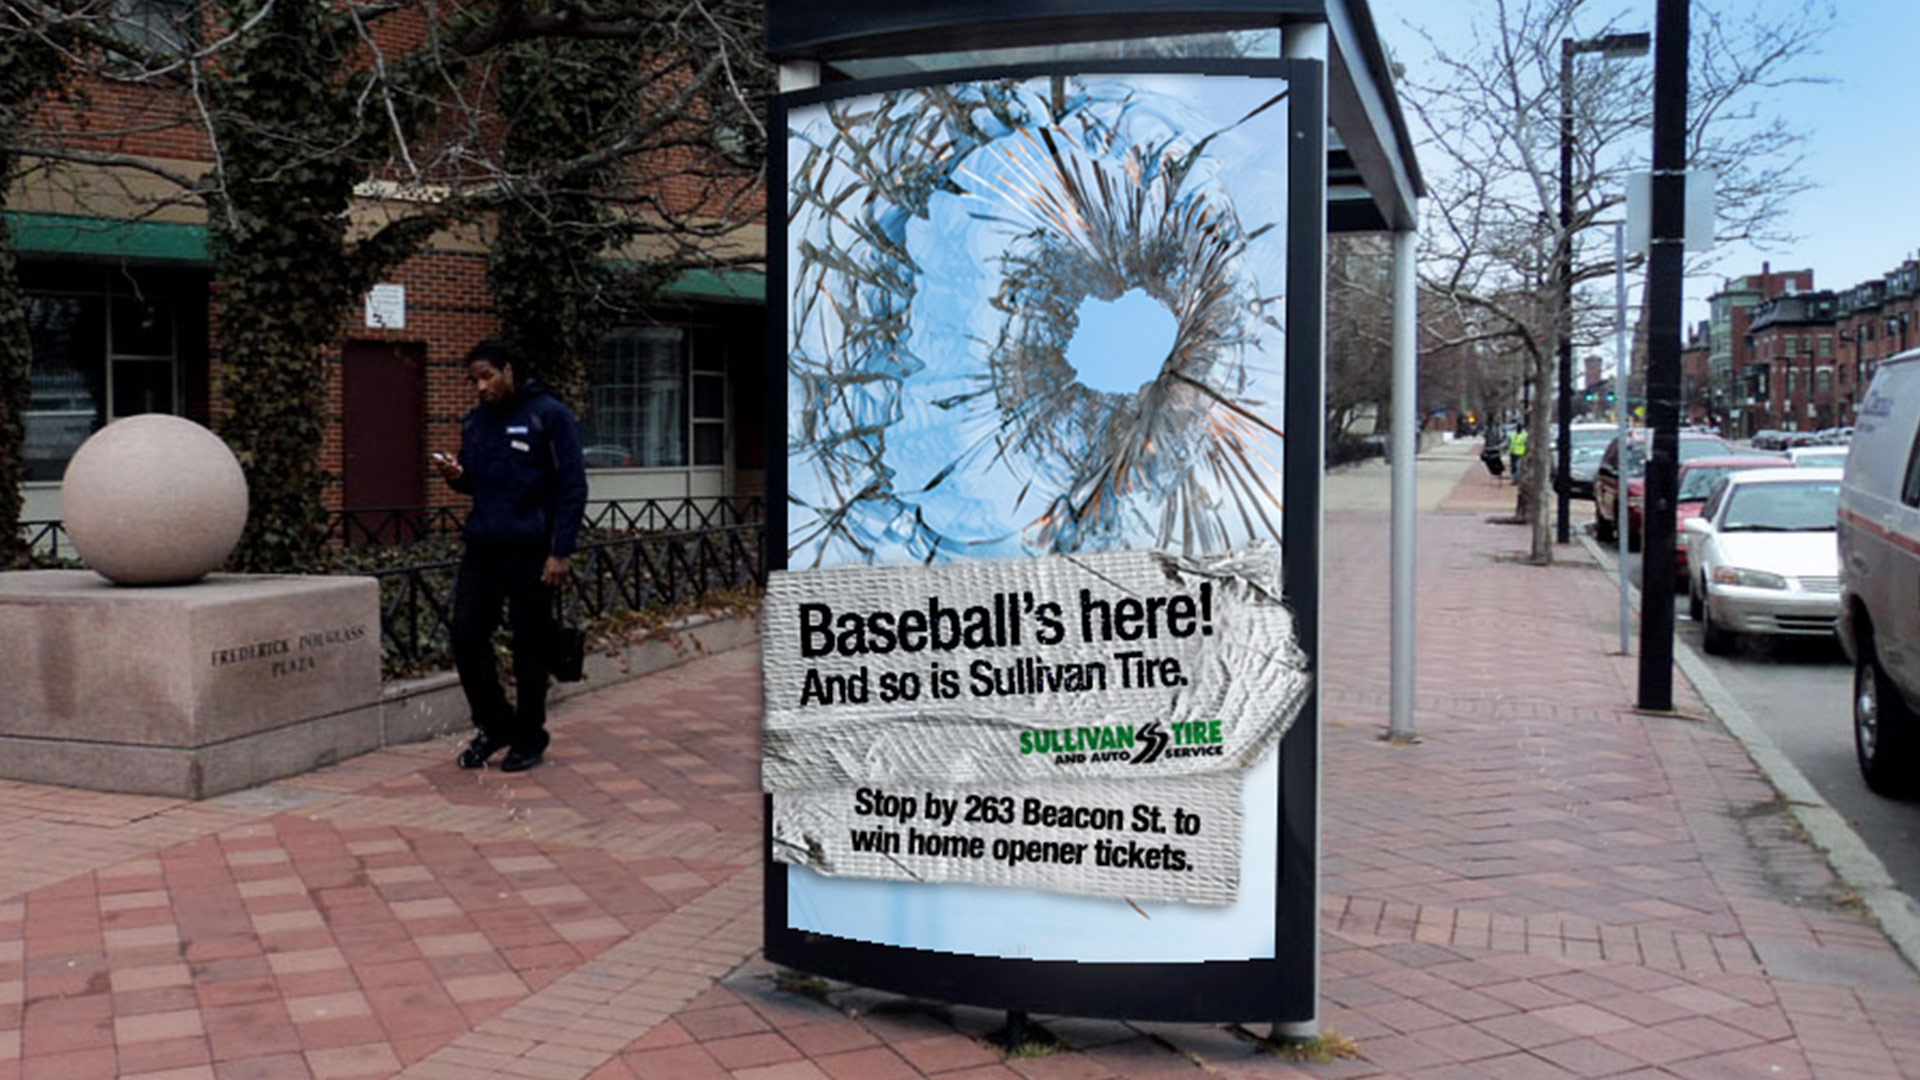 FREDERICK DOUGLASS
PLAZA
Baseball's here!
And so is Sullivan Tire.
SULLIVAN TIRE
AND AUTO SERVICE
Stop by 263 Beacon St. to
win home opener tickets.